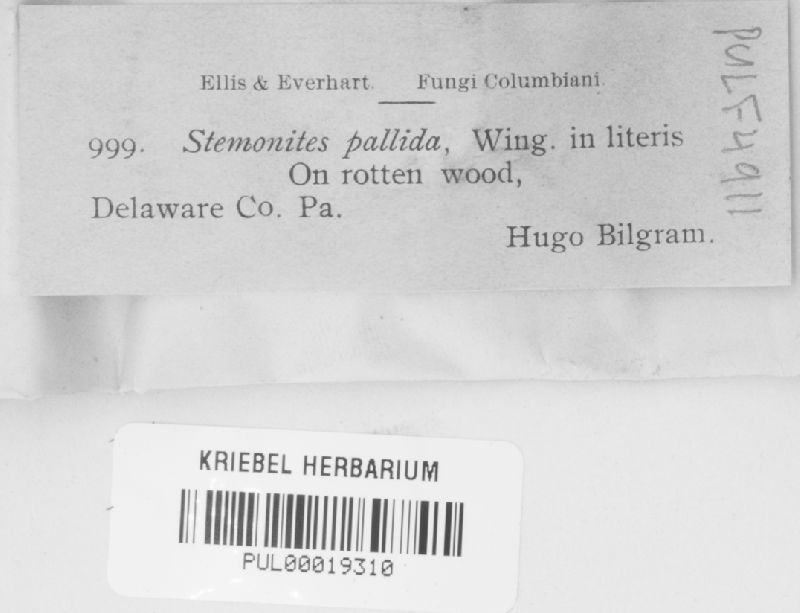 Ellis & Everhart. Fungi Columbiani.
999. Stemonites pallida, Wing. in literis
On rotten wood,
Delaware Co. Pa.
Hugo Bilgram.
PULF4911
KRIEBEL HERBARIUM
PUL00019310